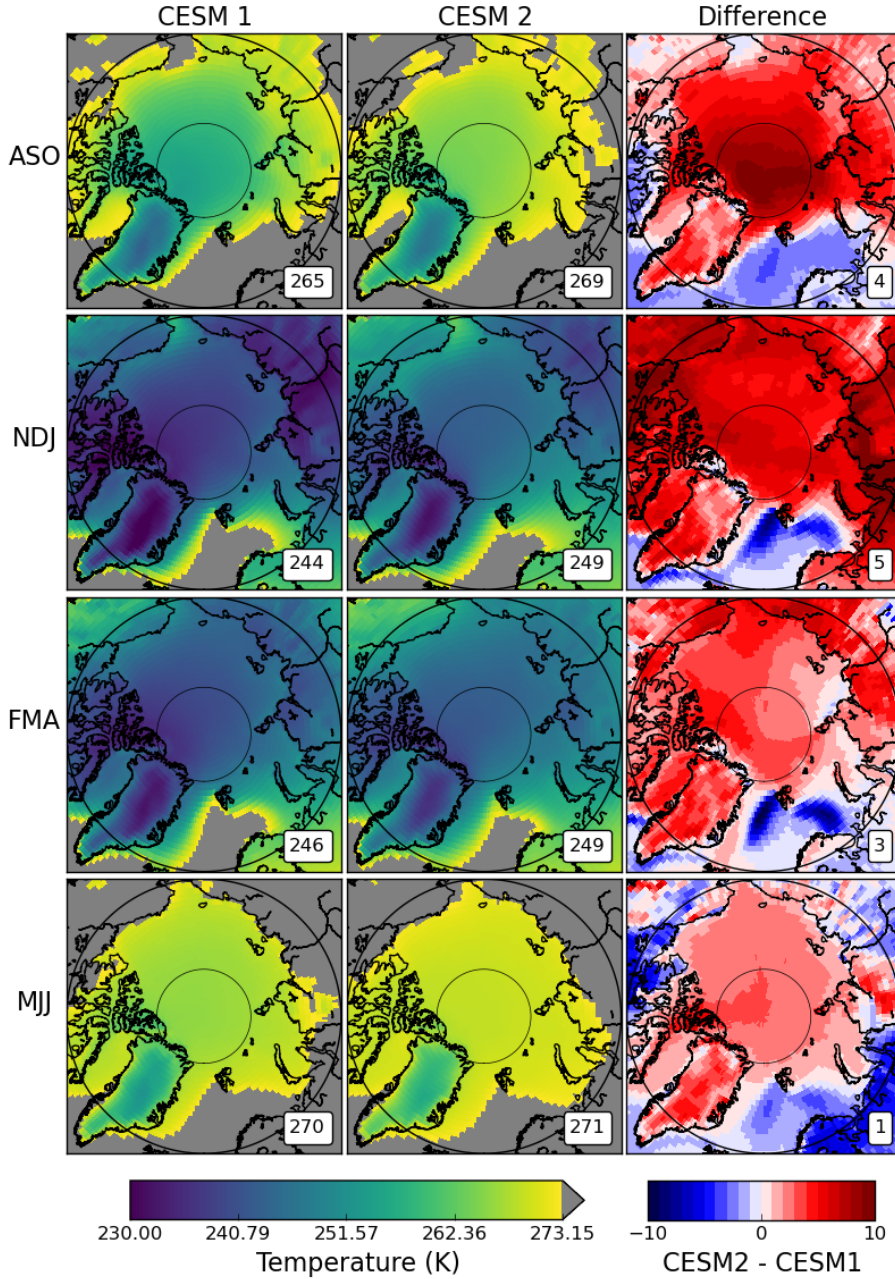 CESM 1 CESM 2 Difference
ASO 265 269 4
NDJ 244 249 5
FMA 246 249 3
MJJ 270 271 1
230.00 240.79 251.57 262.36 273.15
Temperature (K)
−10 0 10
CESM2 - CESM1